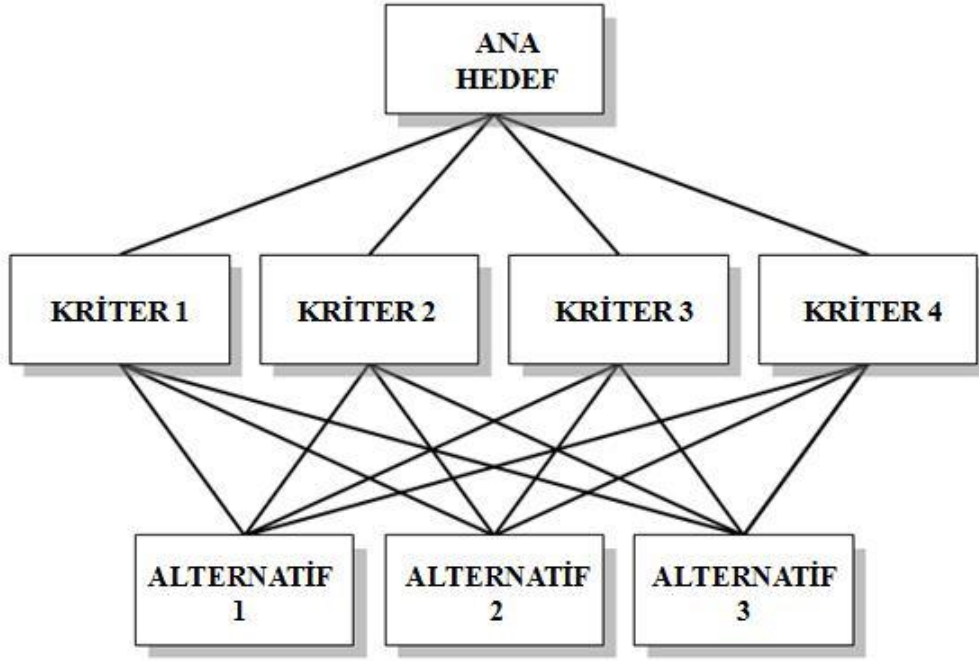 ANA
HEDEF
KRİTER 1
KRİTER 2
KRİTER 3
KRİTER 4
ALTERNATİF
1
ALTERNATİF
2
ALTERNATİF
3